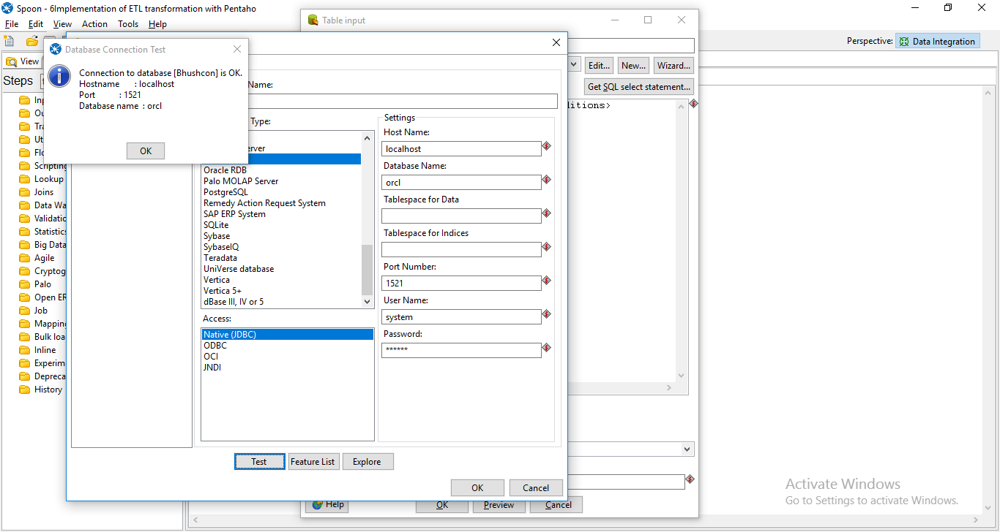 Spoon - 6Implementation of ETL transformation with Pentaho
File Edit View Action Tools Help
Perspective: Data Integration
View
Steps
Scripting
Lookup
Joins
Data Wa
Validatio
Statistics
Big Data
Agile
Cryptog
Palo
Open ER
Job
Mapping
Bulk loa
Inline
Experim
Depreca
History
Table input
Edit... New... Wizard...
Get SQL select statement...
itions>
Help OK Preview Cancel
Database Connection Test
Connection to database [Bhushcon] is OK.
Hostname : localhost
Port : 1521
Database name : orcl
OK
Name:
Type:
erver
Oracle RDB
Palo MOLAP Server
PostgreSQL
Remedy Action Request System
SAP ERP System
SQLite
Sybase
SybaseIQ
Teradata
UniVerse database
Vertica
Vertica 5+
dBase III, IV or 5
Access:
Native (JDBC)
ODBC
OCI
JNDI
Settings
Host Name:
localhost
Database Name:
orcl
Tablespace for Data
Tablespace for Indices
Port Number:
1521
User Name:
system
Password:
******
Test Feature List Explore
OK Cancel
Activate Windows
Go to Settings to activate Windows.